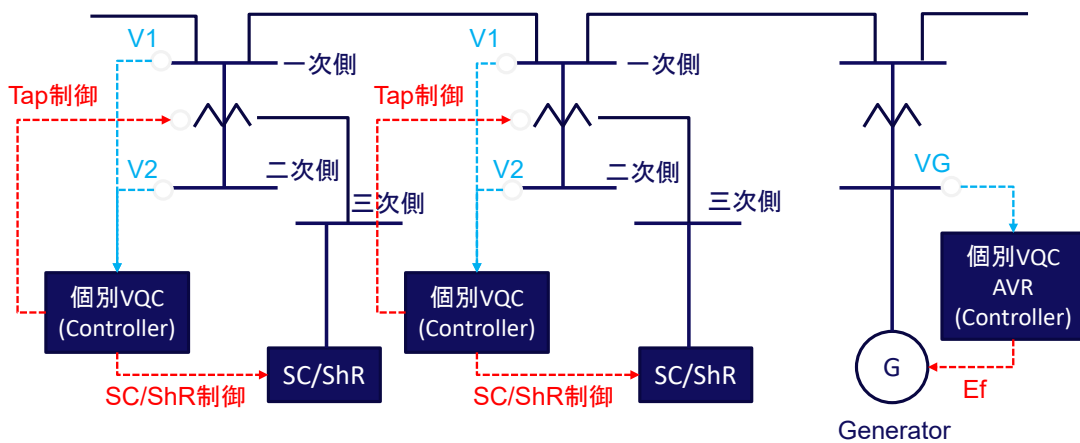 V1
一次側
Tap制御
V2
二次側
三次側
個別VQC
(Controller)
SC/ShR制御
SC/ShR
V1
一次側
Tap制御
V2
二次側
三次側
個別VQC
(Controller)
SC/ShR制御
SC/ShR
VG
個別VQC
AVR
(Controller)
G
Ef
Generator